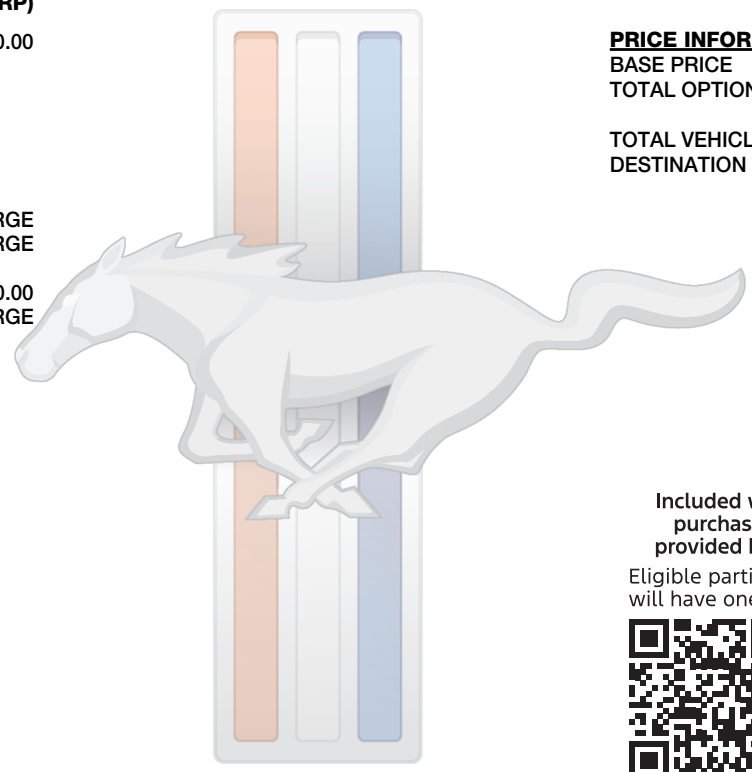 RP)
0.00
RGE
RGE
0.00
RGE
PRICE INFOR
BASE PRICE
TOTAL OPTION
TOTAL VEHICL
DESTINATION
Included
purchas
provided
Eligible parti
will have one